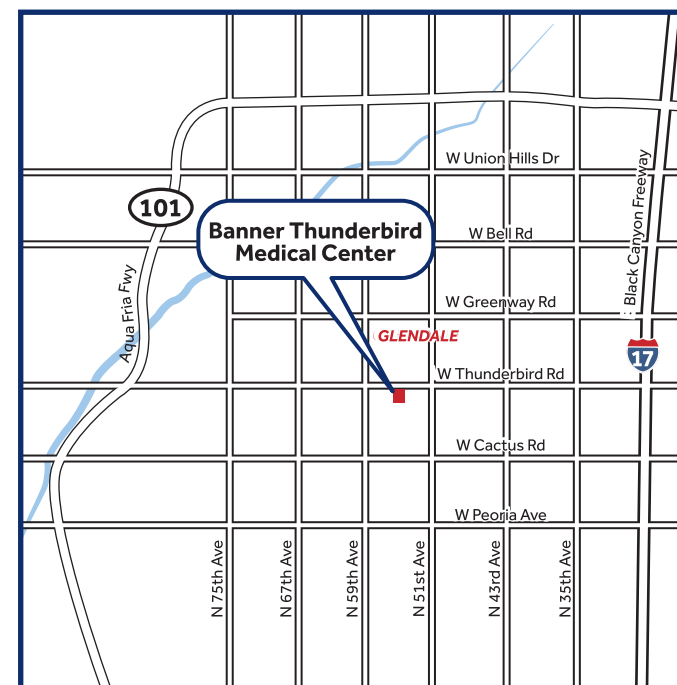 W Union Hills Dr
101
Banner Thunderbird
Medical Center
W Bell Rd
Black Canyon Freeway
Aqua Fria Fwy
W Greenway Rd
GLENDALE
17
W Thunderbird Rd
W Cactus Rd
W Peoria Ave
N 75th Ave
N 67th Ave
N 59th Ave
N 51st Ave
N 43rd Ave
N 35th Ave